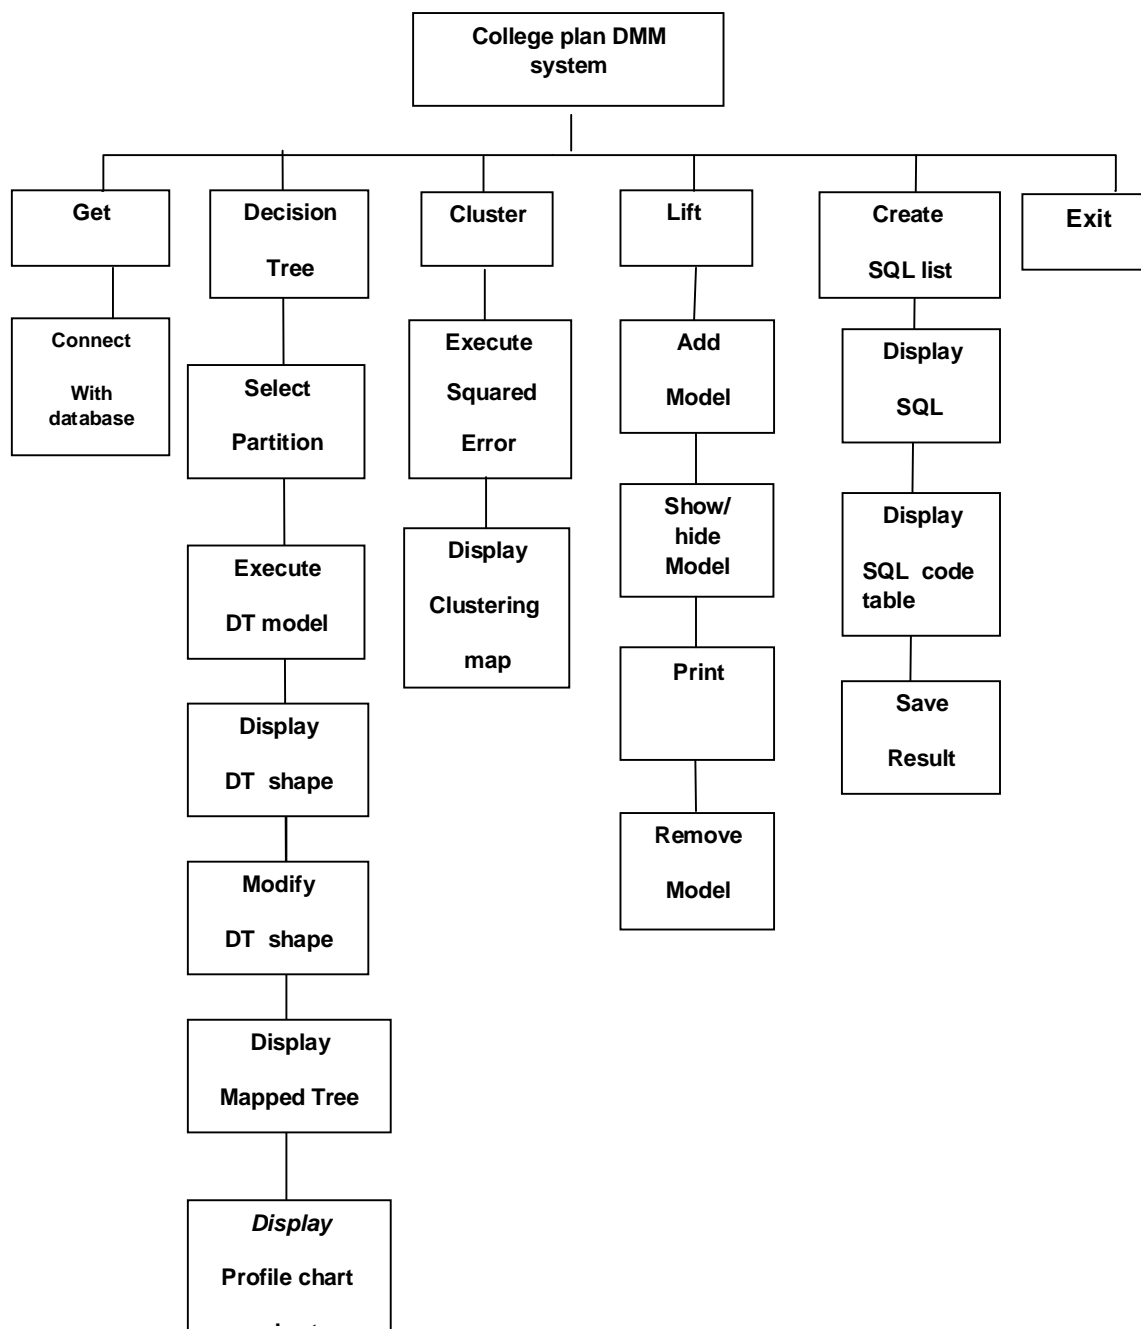 College plan DMM
system
Get
Decision
Tree
Cluster
Lift
Create
SQL list
Exit
Connect
With
database
Select
Partition
Execute
DT model
Display
DT shape
Modify
DT shape
Display
Mapped Tree
Display
Profile chart
Execute
Squared
Error
Display
Clustering
map
Add
Model
Show/
hide
Model
Print
Remove
Model
Display
SQL
Display
SQL code
table
Save
Result